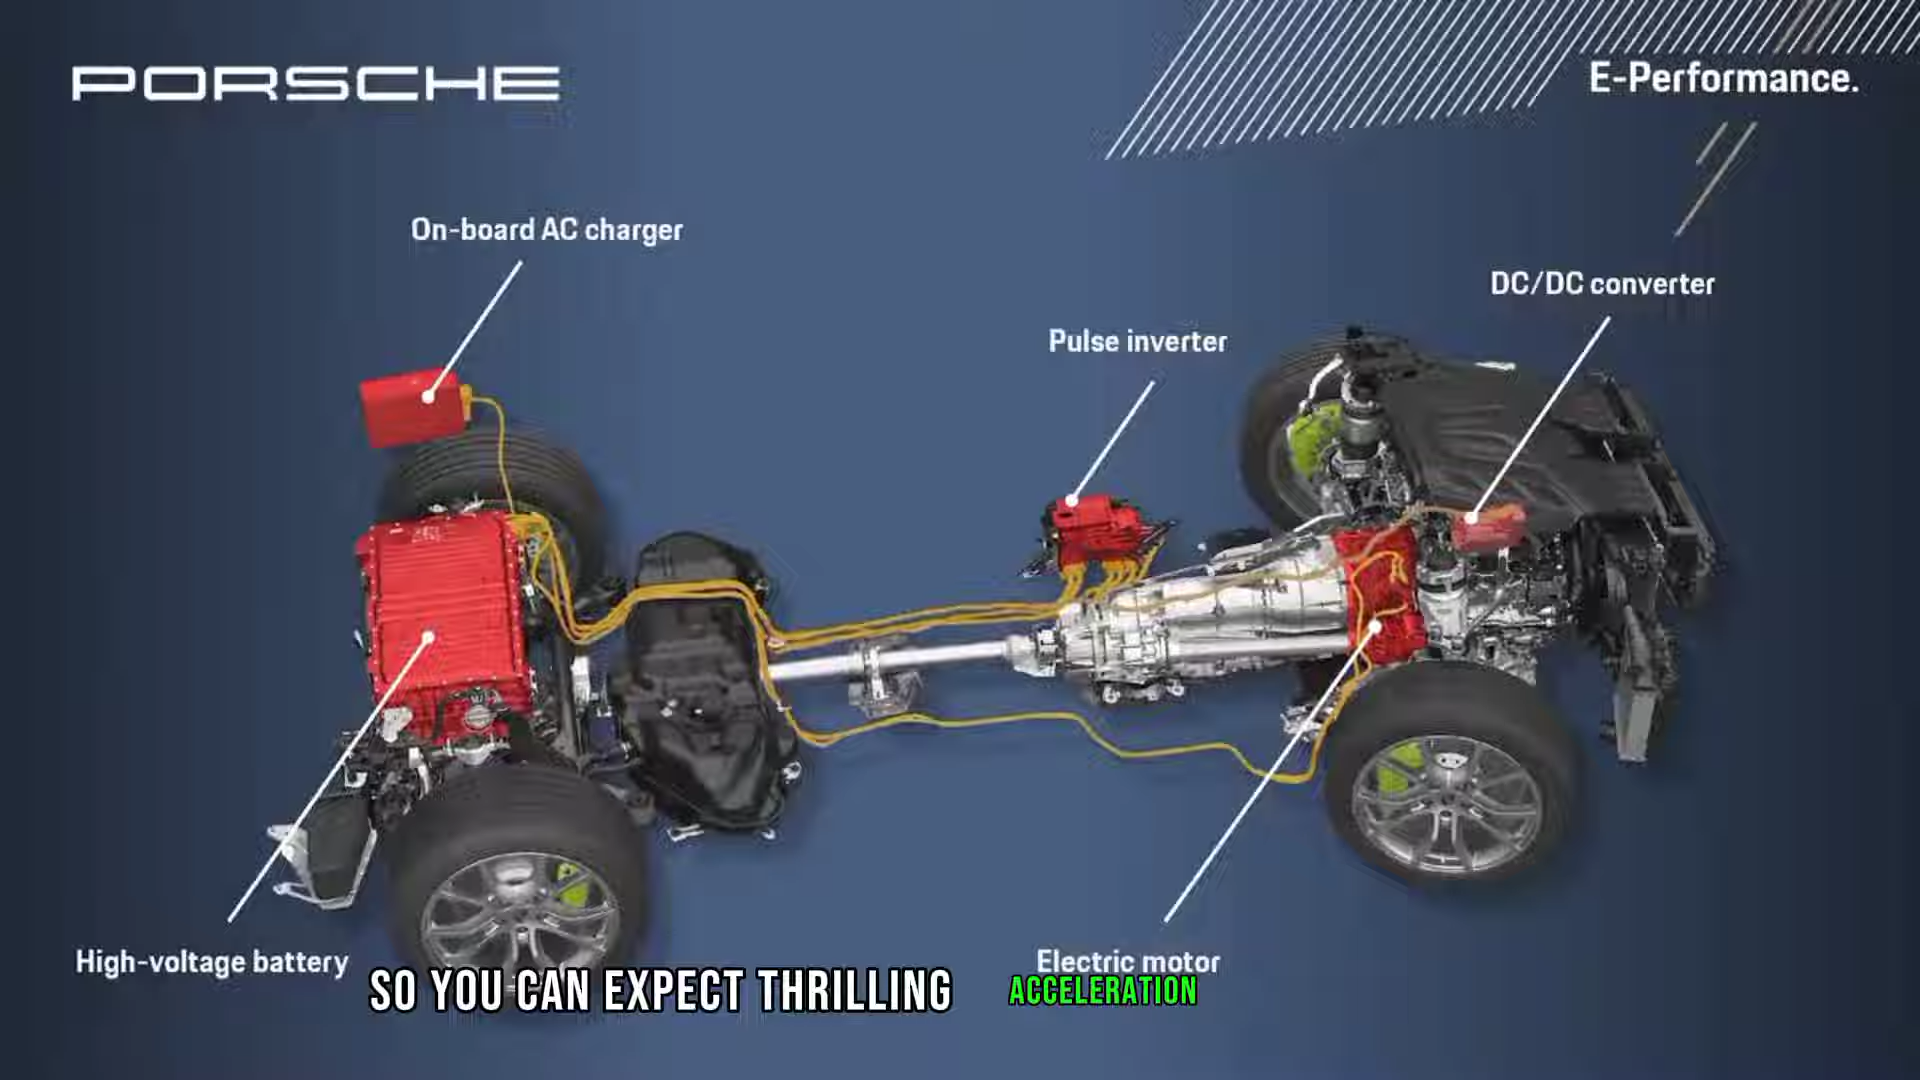 PORSCHE
E-Performance.
On-board AC charger
DC/DC converter
Pulse inverter
High-voltage battery
Electric motor
SO YOU CAN EXPECT THRILLING ACCELERATION